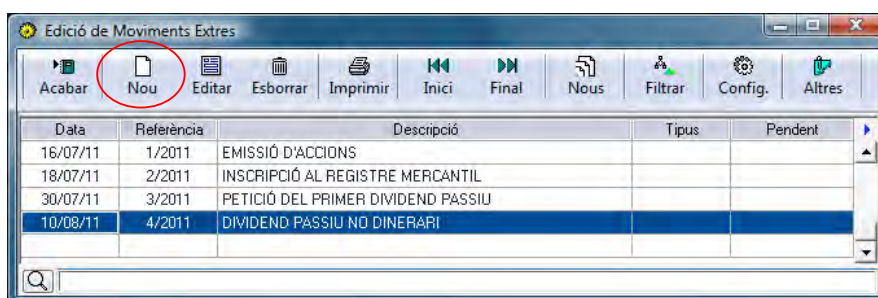 Edició de Moviments Extres
Acabar Nou Editar Esborrar Imprimir Inici Final Nous Filtrar Config. Altres
Data Referència Descripció Tipus Pendent
16/07/11 1/2011 EMISSIÓ D'ACCIONS
18/07/11 2/2011 INSCRIPCIÓ AL REGISTRE MERCANTIL
30/07/11 3/2011 PETICIÓ DEL PRIMER DIVIDEND PASSIU
10/08/11 4/2011 DIVIDEND PASSIU NO DINERARI